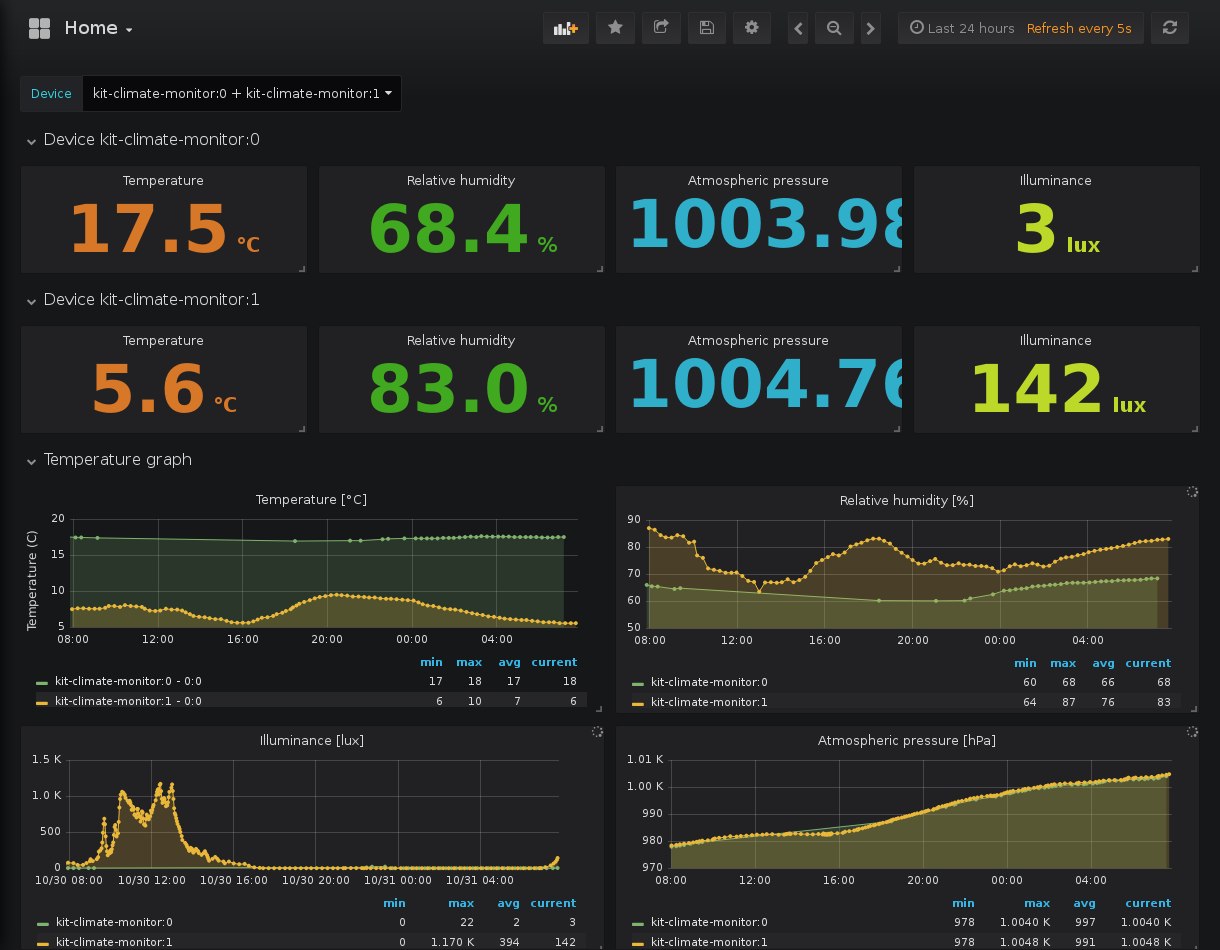 Home
Last 24 hours Refresh every 5s
Device kit-climate-monitor:0 + kit-climate-monitor:1
Device kit-climate-monitor:0
Temperature Relative humidity Atmospheric pressure Illuminance
17.5 °C 68.4 % 1003.98 3 lux
Device kit-climate-monitor:1
Temperature Relative humidity Atmospheric pressure Illuminance
5.6 °C 83.0 % 1004.76 142 lux
Temperature graph
Temperature [°C]
Temperature (C)
20
15
10
5
08:00 12:00 16:00 20:00 00:00 04:00
min max avg current
kit-climate-monitor:0 - 0:0 17 18 17 18
kit-climate-monitor:1 - 0:0 6 10 7 6
Relative humidity [%]
90
80
70
60
50
08:00 12:00 16:00 20:00 00:00 04:00
min max avg current
kit-climate-monitor:0 60 68 66 68
kit-climate-monitor:1 64 87 76 83
Illuminance [lux]
1.5 K
1.0 K
500
0
10/30 08:00 10/30 12:00 10/30 16:00 10/30 20:00 10/31 00:00 10/31 04:00
min max avg current
kit-climate-monitor:0 0 22 2 3
kit-climate-monitor:1 0 1.170 K 394 142
Atmospheric pressure [hPa]
1.01 K
1.00 K
990
980
970
08:00 12:00 16:00 20:00 00:00 04:00
min max avg current
kit-climate-monitor:0 978 1.0040 K 997 1.0040 K
kit-climate-monitor:1 978 1.0048 K 991 1.0048 K